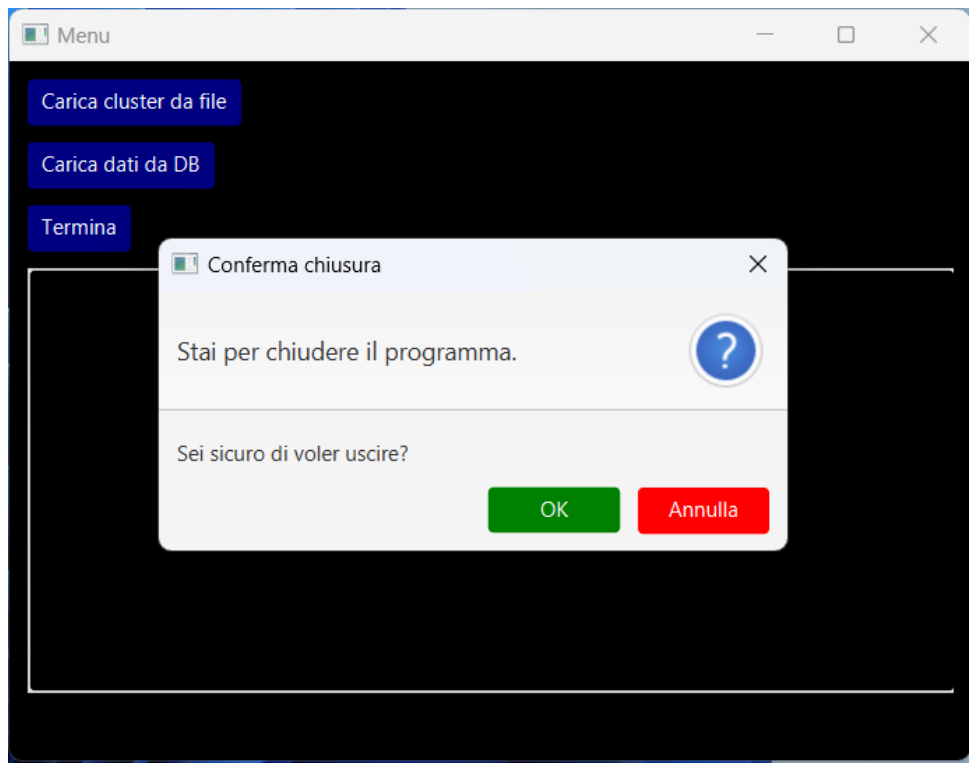 Menu
Carica cluster da file
Carica dati da DB
Termina
Conferma chiusura
Stai per chiudere il programma.
?
Sei sicuro di voler uscire?
OK
Annulla